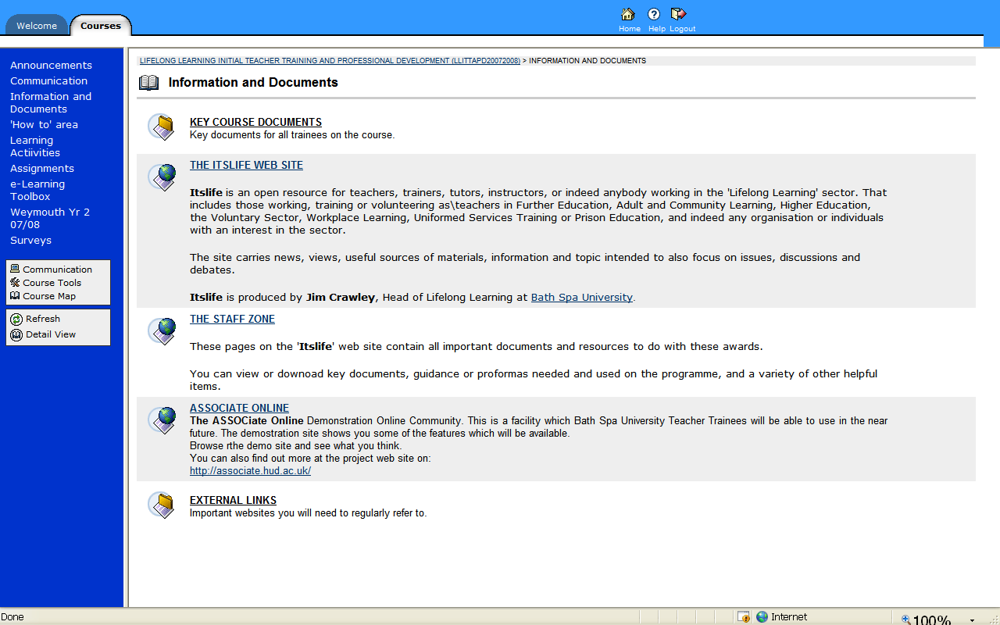 Welcome
Courses
Home
Help
Logout
Announcements
Communication
Information and
Documents
'How to' area
Learning
Actiivities
Assignments
e-Learning
Toolbox
Weymouth Yr 2
07/08
Surveys
Communication
Course Tools
Course Map
Refresh
Detail View
LIFELONG LEARNING INITIAL TEACHER TRAINING AND PROFESSIONAL DEVELOPMENT (LLITTAPD20072008) > INFORMATION AND DOCUMENTS
Information and Documents
KEY COURSE DOCUMENTS
Key documents for all trainees on the course.
THE ITSLIFE WEB SITE
Itslife is an open resource for teachers, trainers, tutors, instructors, or indeed anybody working in the 'Lifelong Learning' sector. That
includes those working, training or volunteering as\teachers in Further Education, Adult and Community Learning, Higher Education,
the Voluntary Sector, Workplace Learning, Uniformed Services Training or Prison Education, and indeed any organisation or individuals
with an interest in the sector.
The site carries news, views, useful sources of materials, information and topic intended to also focus on issues, discussions and
debates.
Itslife is produced by Jim Crawley, Head of Lifelong Learning at Bath Spa University.
THE STAFF ZONE
These pages on the 'Itslife' web site contain all important documents and resources to do with these awards.
You can view or downoad key documents, guidance or proformas needed and used on the programme, and a variety of other helpful
items.
ASSOCIATE ONLINE
The ASSOCiate Online Demonstration Online Community. This is a facility which Bath Spa University Teacher Trainees will be able to use in the near
future. The demostration site shows you some of the features which will be available.
Browse rthe demo site and see what you think.
You can also find out more at the project web site on:
http://associate.hud.ac.uk/
EXTERNAL LINKS
Important websites you will need to regularly refer to.
Done
Internet
100%